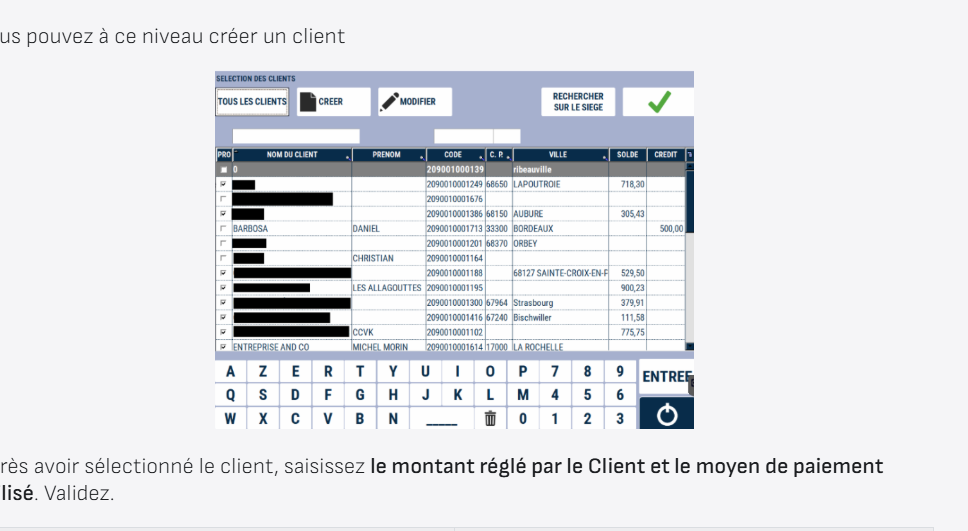 us pouvez à ce niveau créer un client
SELECTION DES CLIENTS
TOUS LES CLIENTS CREER MODIFIER RECHERCHER SUR LE SIEGE
PRO NOM DU CLIENT PRENOM CODE C. P. VILLE SOLDE CREDIT
0 209001000139 ribeauville
2090010001249 68650 LAPOUTROIE 718,30
2090010001676
2090010001386 68150 AUBURE 305,43
BARBOSA DANIEL 2090010001713 33300 BORDEAUX 500,00
2090010001201 68370 ORBEY
CHRISTIAN 2090010001164
2090010001188 68127 SAINTE-CROIX-EN-P 529,50
LES ALLAGOUTTES 2090010001195 900,23
2090010001300 67964 Strasbourg 379,91
2090010001416 67240 Bischwiller 111,58
CCVK 2090010001102 775,75
ENTREPRISE AND CO MICHEL MORIN 2090010001614 17000 LA ROCHELLE
A Z E R T Y U I O P 7 8 9 ENTREE
Q S D F G H J K L M 4 5 6
W X C V B N _____ 0 1 2 3
rès avoir sélectionné le client, saisissez le montant réglé par le Client et le moyen de paiement
lisé. Validez.